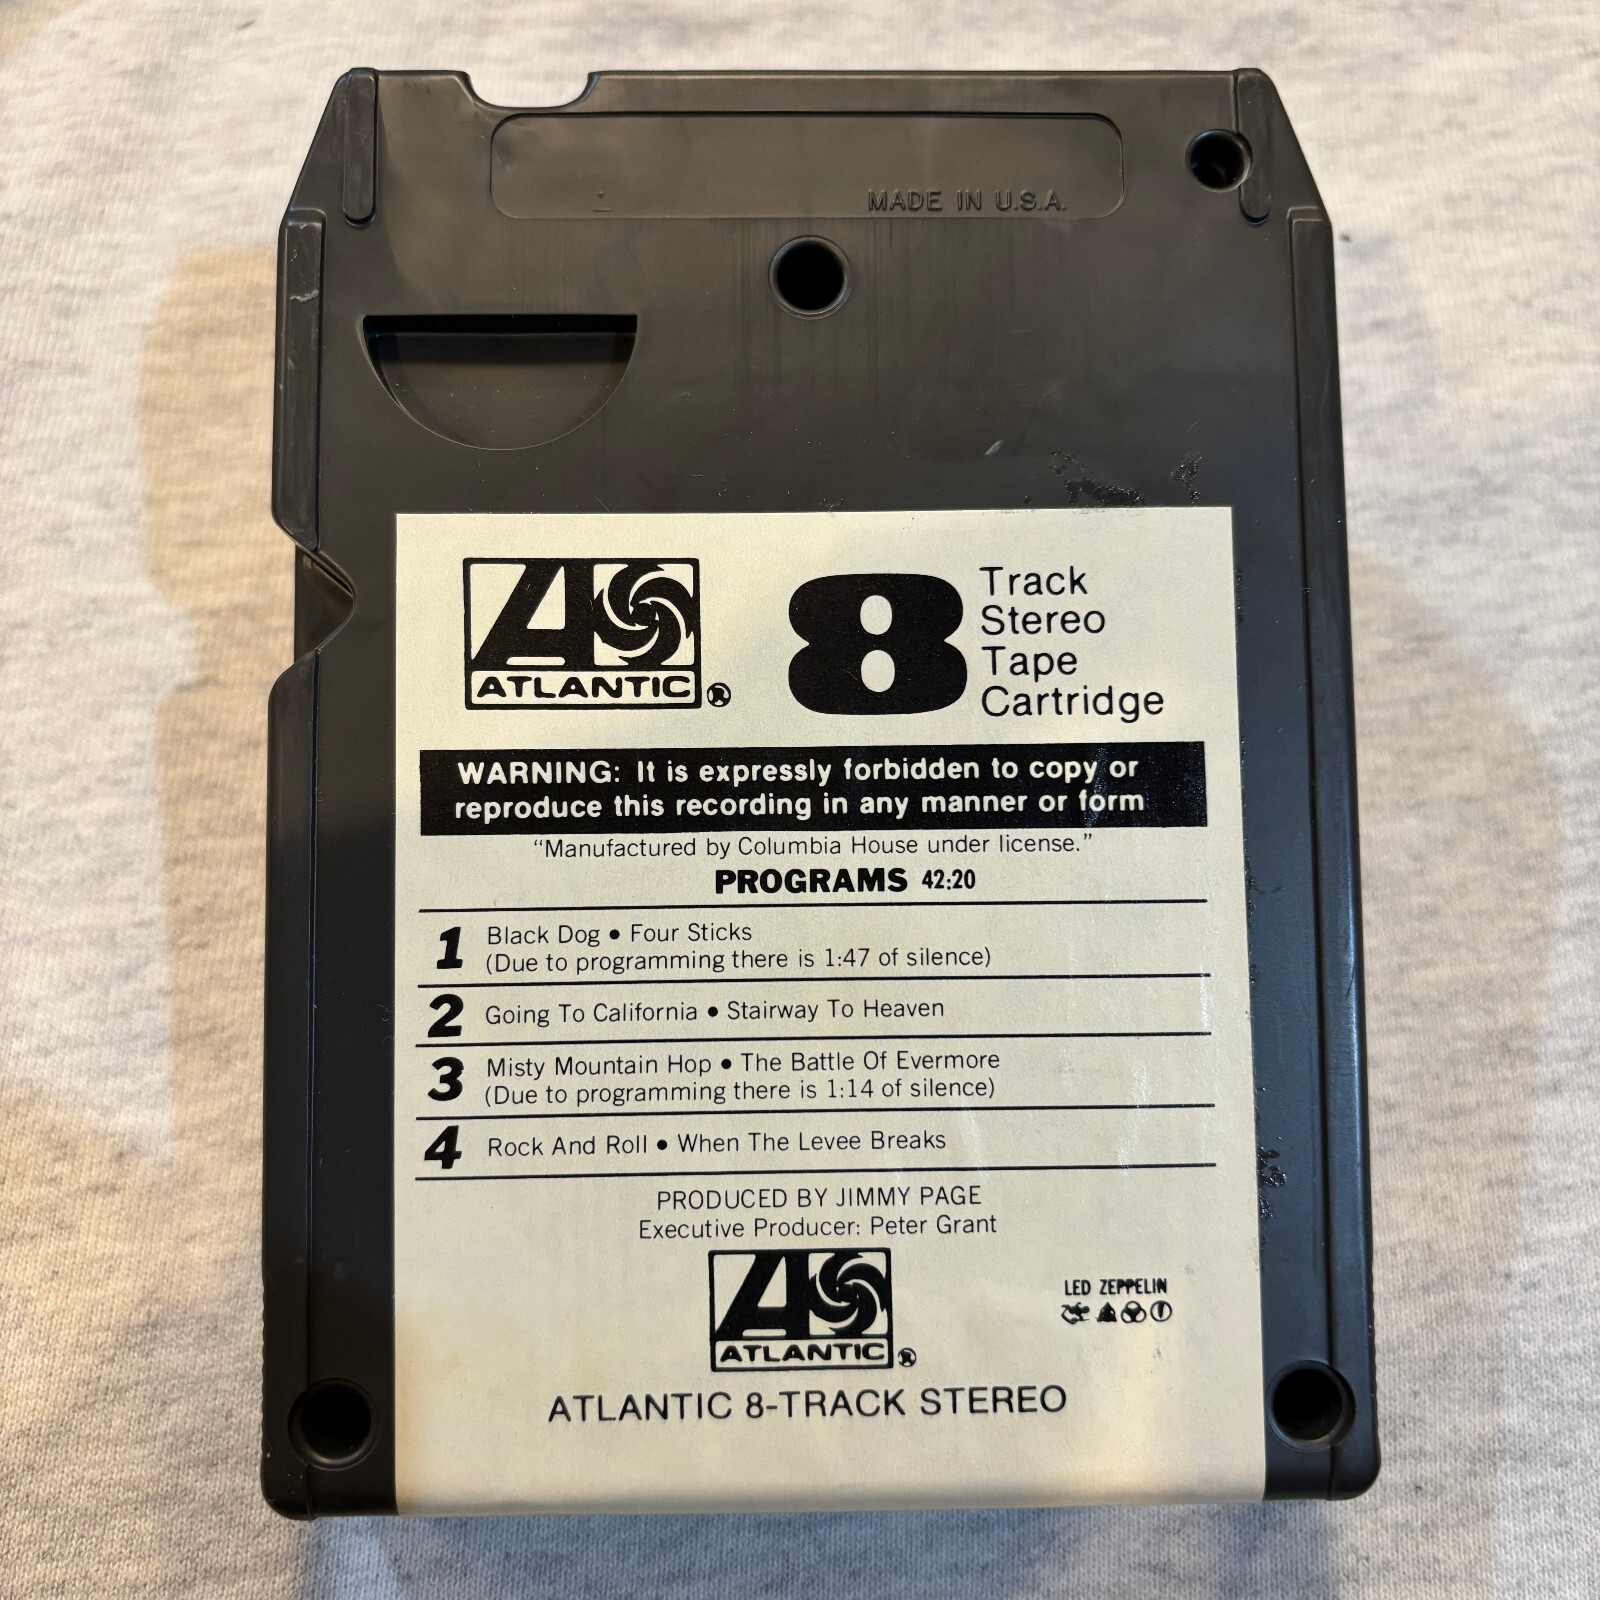 MADE IN U.S.A.
ATLANTIC ®
8 Track
Stereo
Tape
Cartridge
WARNING: It is expressly forbidden to copy or
reproduce this recording in any manner or form
“Manufactured by Columbia House under license.”
PROGRAMS 42:20
1 Black Dog • Four Sticks
(Due to programming there is 1:47 of silence)
2 Going To California • Stairway To Heaven
3 Misty Mountain Hop • The Battle Of Evermore
(Due to programming there is 1:14 of silence)
4 Rock And Roll • When The Levee Breaks
PRODUCED BY JIMMY PAGE
Executive Producer: Peter Grant
LED ZEPPELIN
ATLANTIC ®
ATLANTIC 8-TRACK STEREO